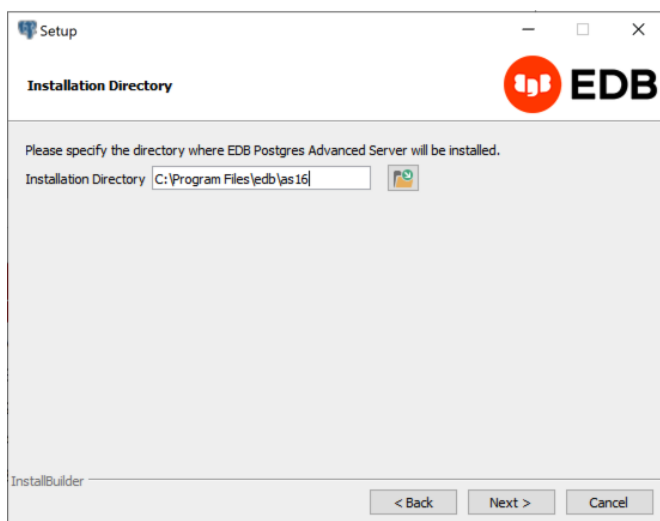 Setup
Installation Directory
EDB
Please specify the directory where EDB Postgres Advanced Server will be installed.
Installation Directory C:\Program Files\edb\as16
InstallBuilder
< Back Next > Cancel